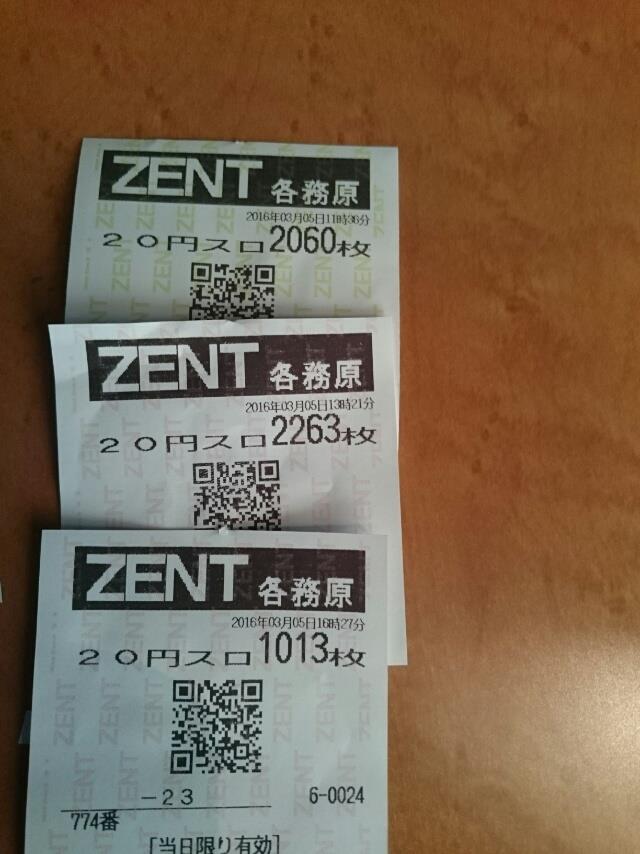 ZENT 各務原
2016年03月05日11時36分
20円スロ2060枚
ZENT 各務原
2016年03月05日13時21分
20円スロ2263枚
ZENT 各務原
2016年03月05日16時27分
20円スロ1013枚
-23 6-0024
774番
[当日限り有効]